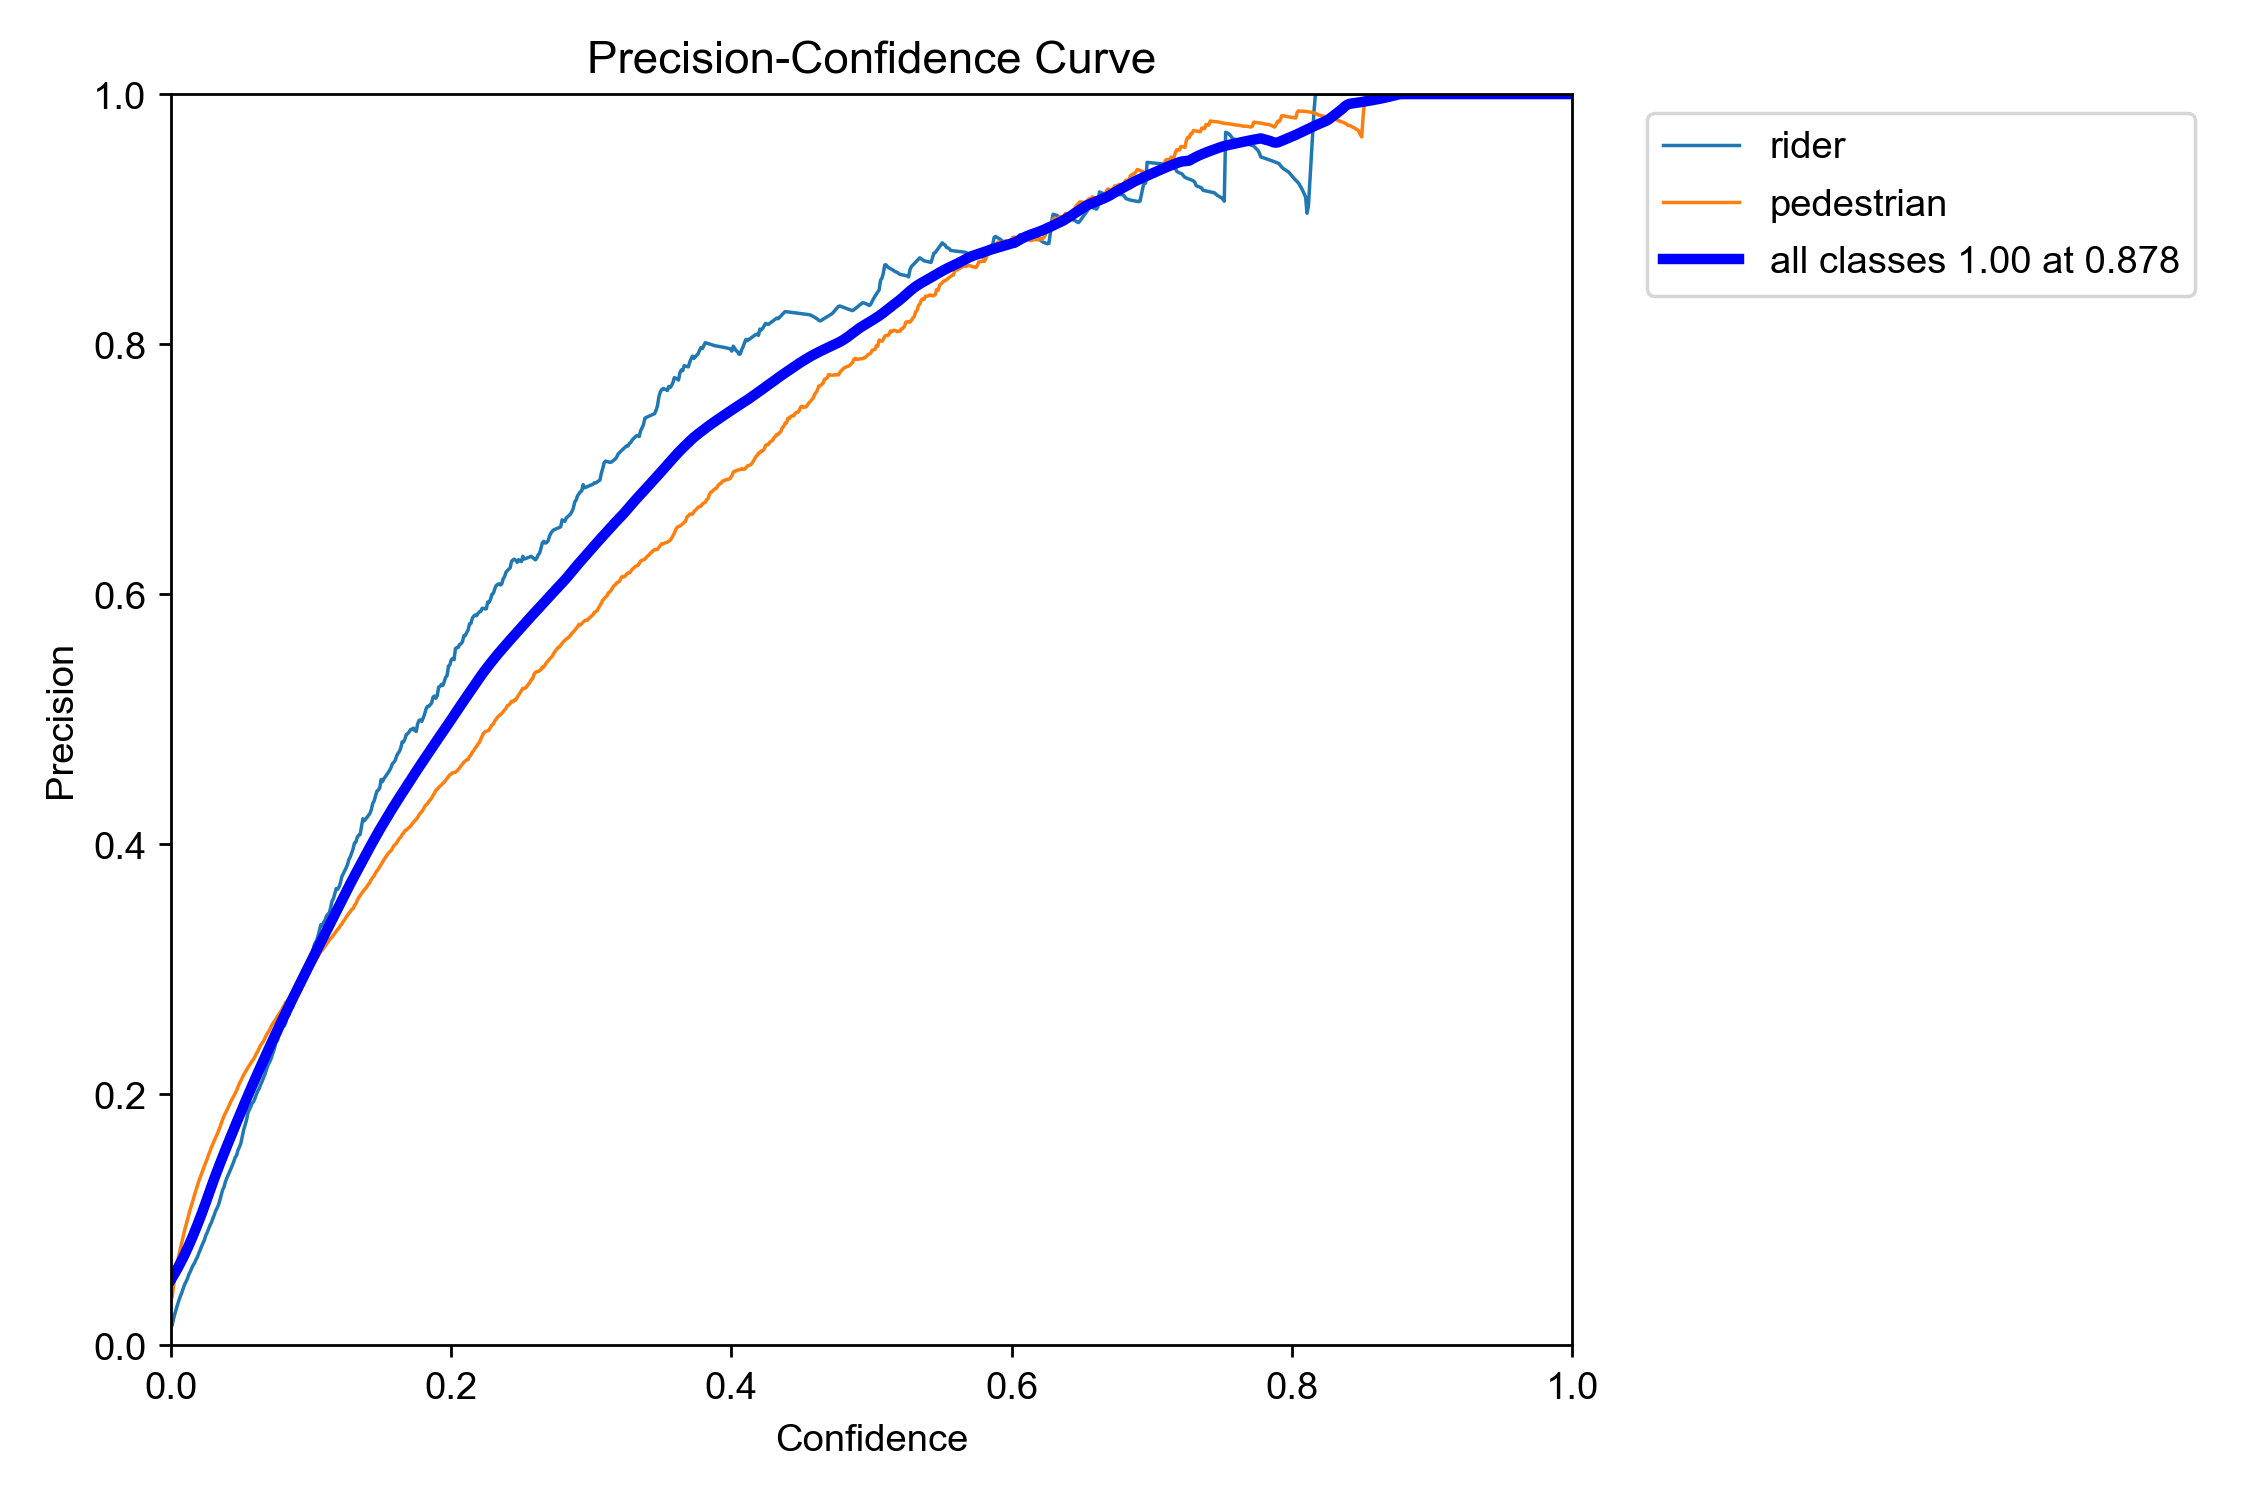 Precision-Confidence Curve
1.0
0.8
0.6
0.4
0.2
0.0
Precision
0.0 0.2 0.4 0.6 0.8 1.0
Confidence
rider
pedestrian
all classes 1.00 at 0.878